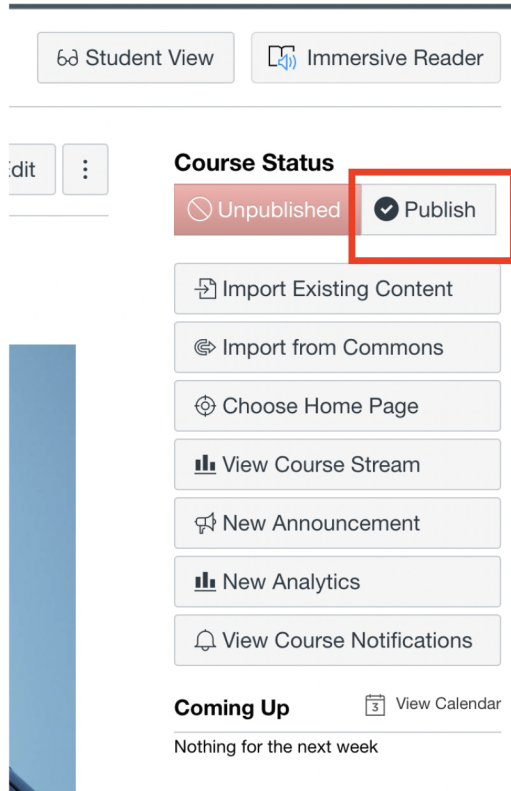 Student View
Immersive Reader
dit
Course Status
Unpublished
Publish
Import Existing Content
Import from Commons
Choose Home Page
View Course Stream
New Announcement
New Analytics
View Course Notifications
Coming Up
3
View Calendar
Nothing for the next week